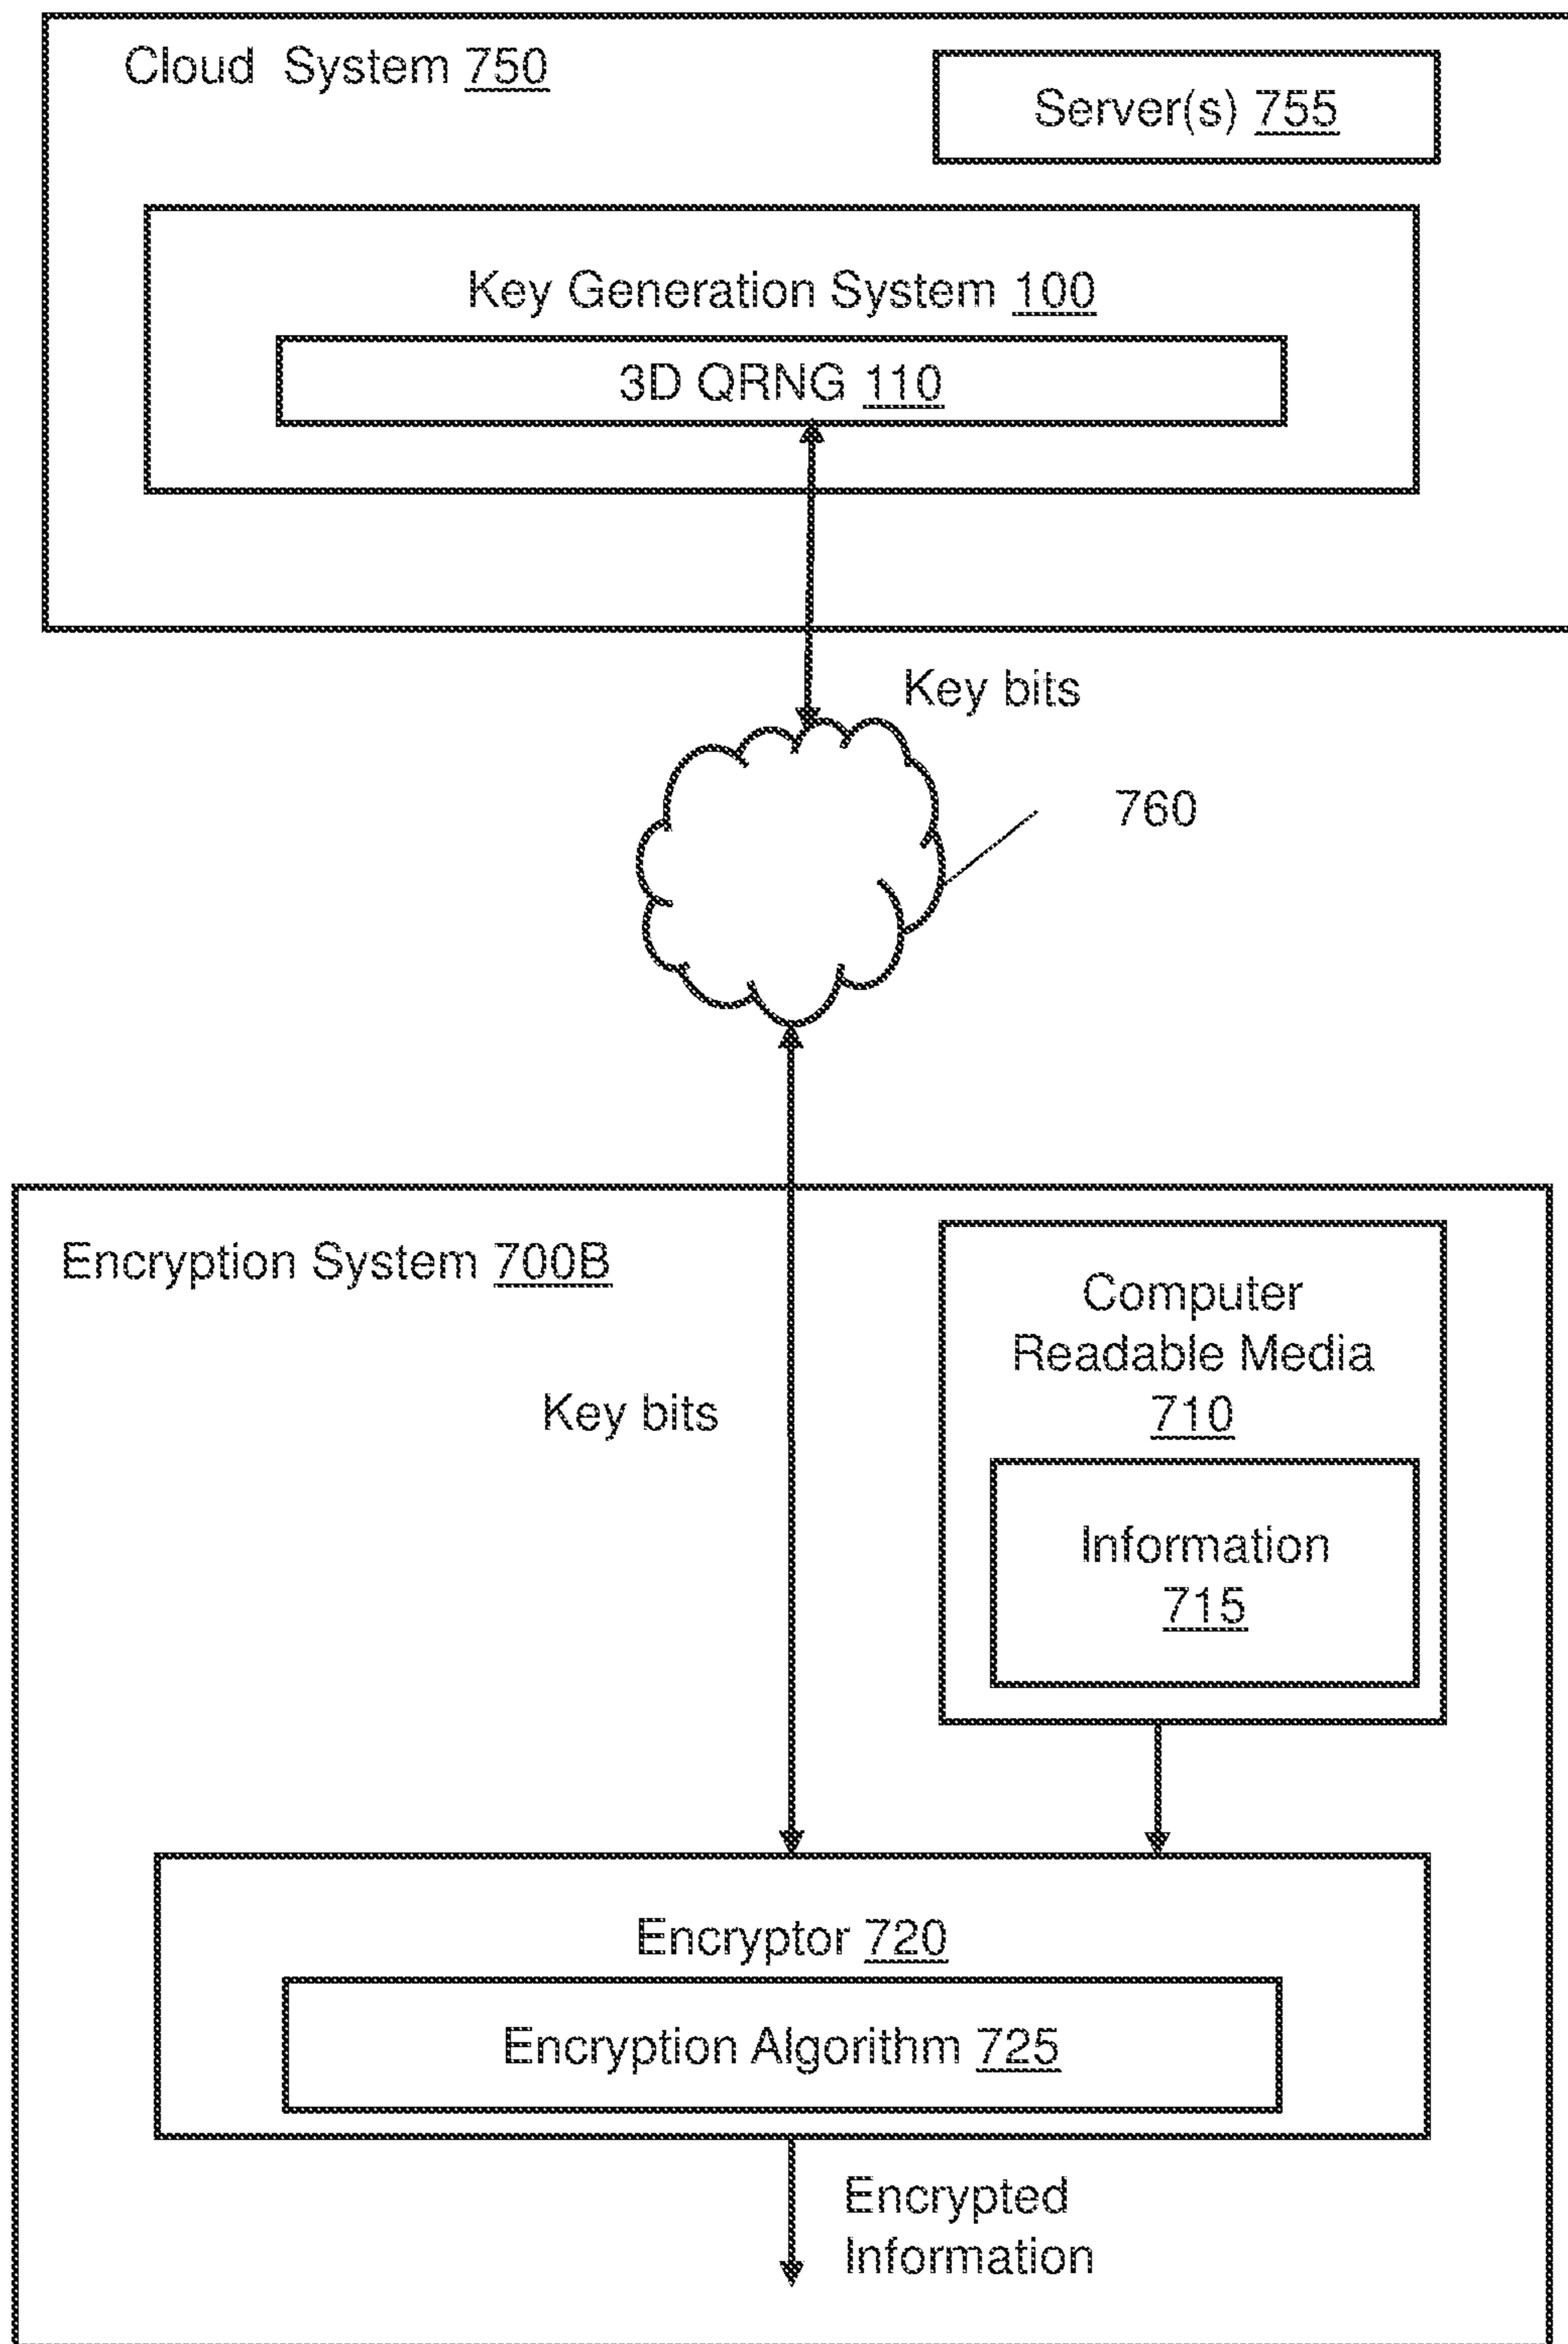 Cloud System 750
Server(s) 755
Key Generation System 100
3D QRNG 110
Key bits
760
Encryption System 700B
Computer
Readable Media
710
Key bits
Information
715
Encryptor 720
Encryption Algorithm 725
Encrypted
Information